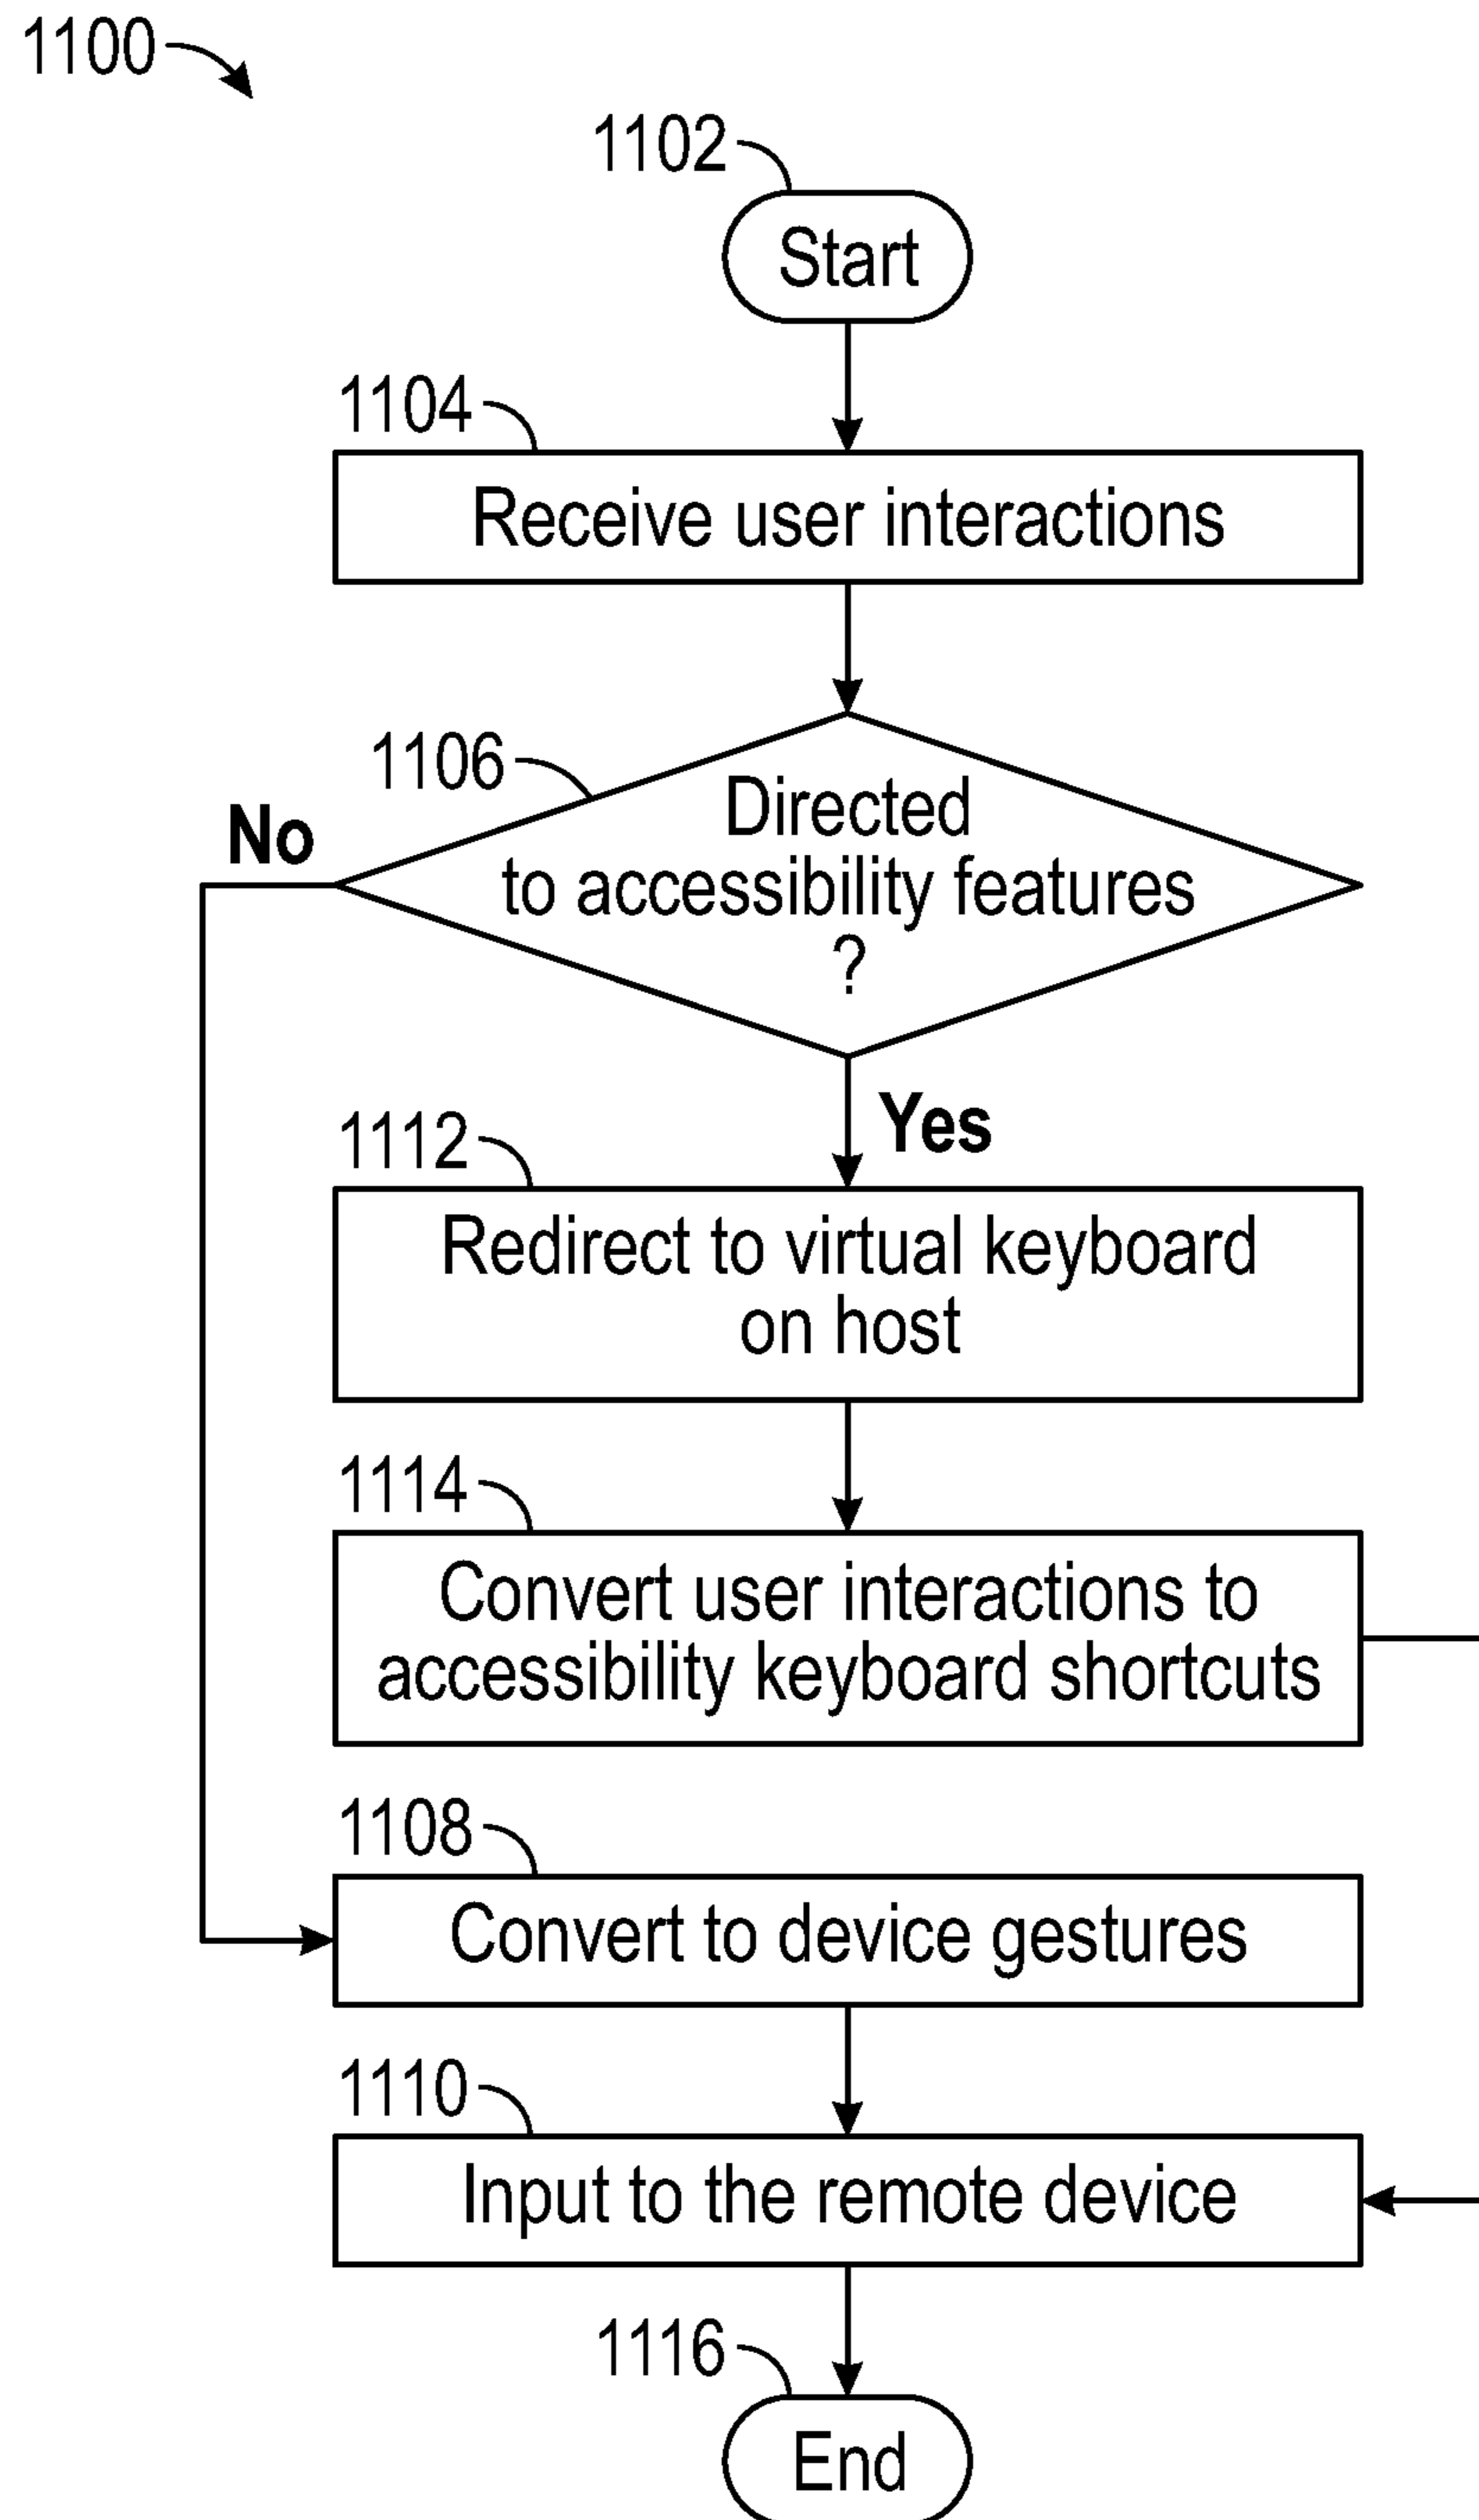 1100
1102
Start
1104
Receive user interactions
1106
Directed
to accessibility features
?
No
Yes
1112
Redirect to virtual keyboard
on host
1114
Convert user interactions to
accessibility keyboard shortcuts
1108
Convert to device gestures
1110
Input to the remote device
1116
End